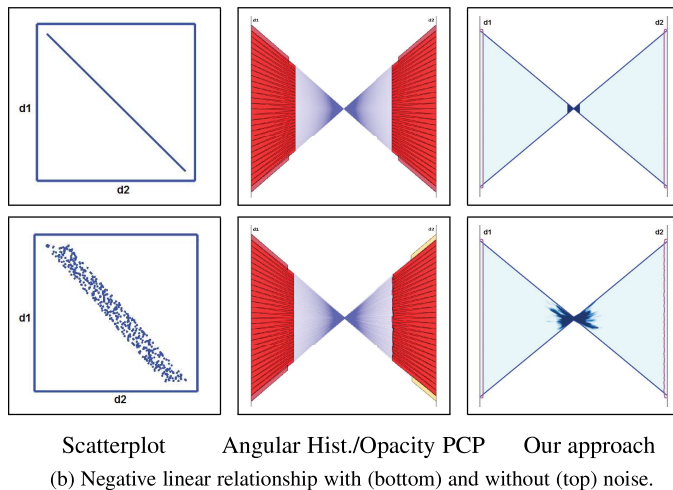 d1
d2
d1
d2
d1
d2
d1
d2
d1
d2
d1
d2
Scatterplot Angular Hist./Opacity PCP Our approach
(b) Negative linear relationship with (bottom) and without (top) noise.